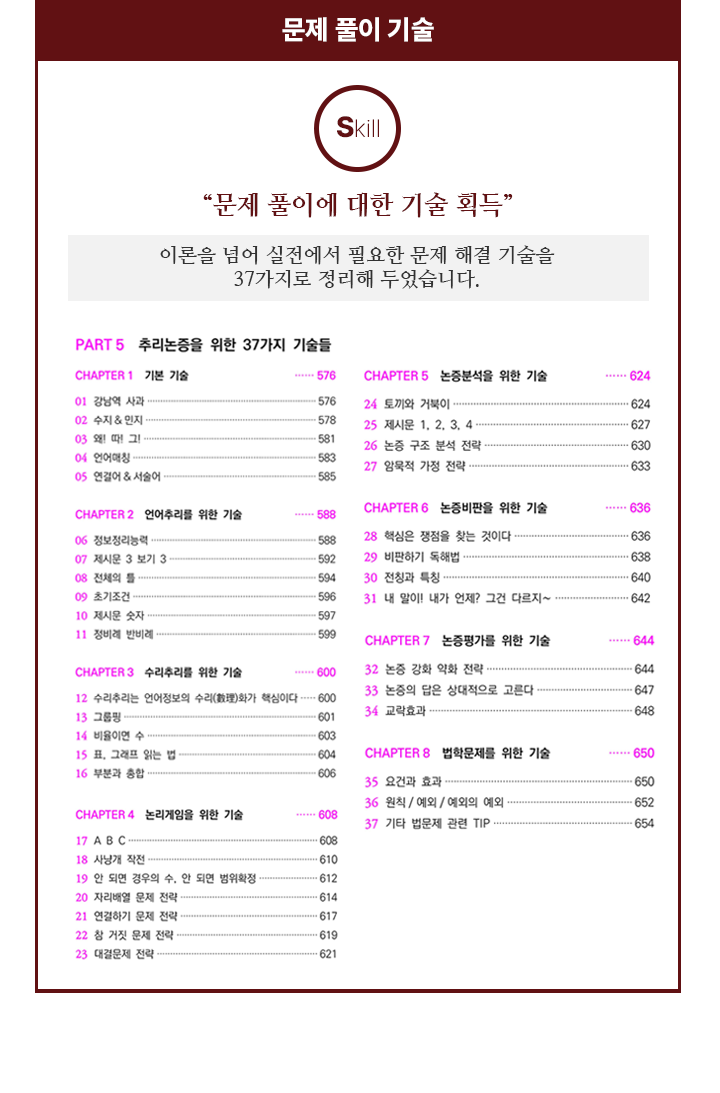 문제 풀이 기술
Skill
“문제 풀이에 대한 기술 획득”
이론을 넘어 실전에서 필요한 문제 해결 기술을
37가지로 정리해 두었습니다.
PART 5 추리논증을 위한 37가지 기술들
CHAPTER 1 기본 기술 ······ 576
01 강남역 사과 576
02 수지 & 민지 578
03 왜! 따! 그! 581
04 언어매칭 583
05 연결어 & 서술어 585
CHAPTER 2 언어추리를 위한 기술 ······ 588
06 정보정리능력 588
07 제시문 3 보기 3 592
08 전체의 틀 594
09 초기조건 596
10 제시문 숫자 597
11 정비례 반비례 599
CHAPTER 3 수리추리를 위한 기술 ······ 600
12 수리추리는 언어정보의 수리(數理)화가 핵심이다 600
13 그룹핑 601
14 비율이면 수 603
15 표, 그래프 읽는 법 604
16 부분과 총합 606
CHAPTER 4 논리게임을 위한 기술 ······ 608
17 A B C 608
18 사냥개 작전 610
19 안 되면 경우의 수, 안 되면 범위확정 612
20 자리배열 문제 전략 614
21 연결하기 문제 전략 617
22 참 거짓 문제 전략 619
23 대결문제 전략 621
CHAPTER 5 논증분석을 위한 기술 ······ 624
24 토끼와 거북이 624
25 제시문 1, 2, 3, 4 627
26 논증 구조 분석 전략 630
27 암묵적 가정 전략 633
CHAPTER 6 논증비판을 위한 기술 ······ 636
28 핵심은 쟁점을 찾는 것이다 636
29 비판하기 독해법 638
30 전칭과 특칭 640
31 내 말이! 내가 언제? 그건 다르지~ 642
CHAPTER 7 논증평가를 위한 기술 ······ 644
32 논증 강화 약화 전략 644
33 논증의 답은 상대적으로 고른다 647
34 교락효과 648
CHAPTER 8 법학문제를 위한 기술 ······ 650
35 요건과 효과 650
36 원칙 / 예외 / 예외의 예외 652
37 기타 법문제 관련 TIP 654